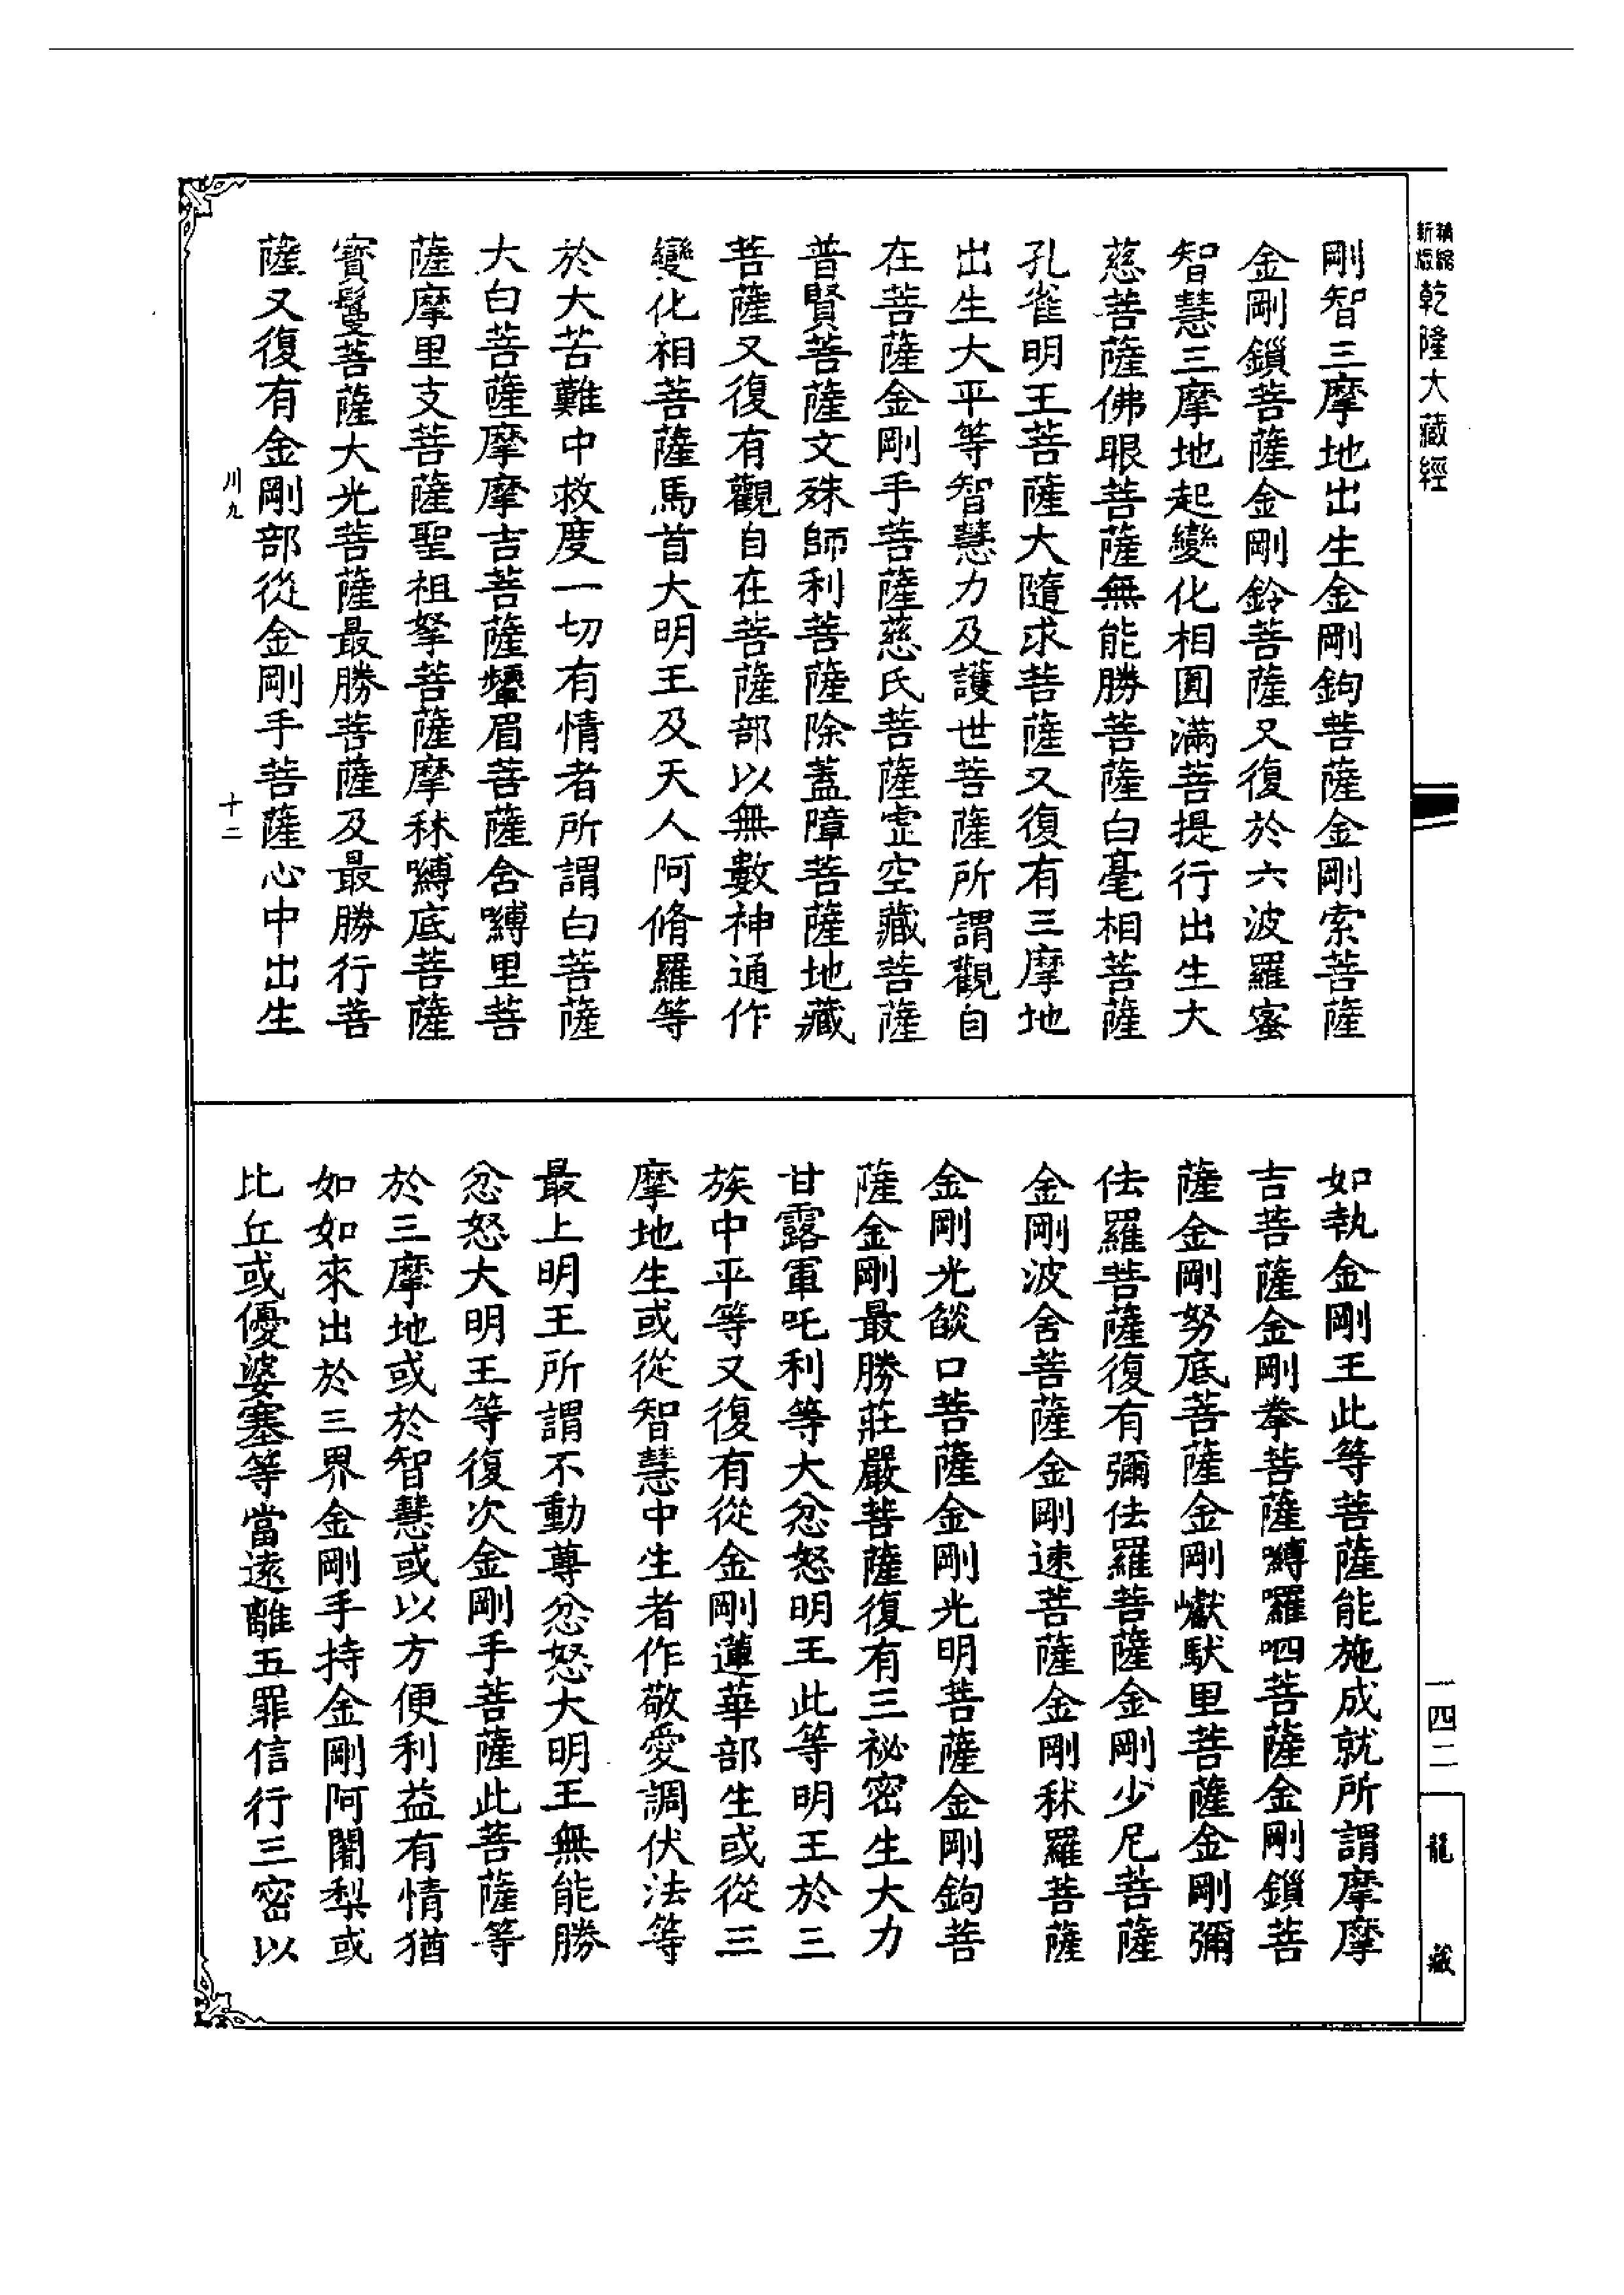 新版精縮乾隆大藏經
剛智三摩地出生金剛鉤菩薩金剛索菩薩
金剛鎖菩薩金剛鈴菩薩又復於六波羅蜜
智慧三摩地起變化相圓滿菩提行出生大
慈菩薩佛眼菩薩無能勝菩薩白毫相菩薩
孔雀明王菩薩大隨求菩薩又復有三摩地
出生大平等智慧力及護世菩薩所謂觀自
在菩薩金剛手菩薩慈氏菩薩虛空藏菩薩
普賢菩薩文殊師利菩薩除蓋障菩薩地藏
菩薩又復有觀自在菩薩部以無數神通作
變化相菩薩馬首大明王及天人阿脩羅等
於大苦難中救度一切有情者所謂白菩薩
大白菩薩摩摩吉菩薩顰眉菩薩舍嚩里菩
薩摩里支菩薩聖祖拏菩薩摩秫嚩底菩薩
寶鬘菩薩大光菩薩最勝菩薩及最勝行菩
薩又復有金剛部從金剛手菩薩心中出生
川九
十二
一四二
龍藏
如執金剛王此等菩薩能施成就所謂摩摩
吉菩薩金剛拳菩薩嚩囉呬菩薩金剛鎖菩
薩金剛努底菩薩金剛巘馱里菩薩金剛彌
佉羅菩薩復有彌佉羅菩薩金剛少尼菩薩
金剛波舍菩薩金剛速菩薩金剛秫羅菩薩
金剛光燄口菩薩金剛光明菩薩金剛鉤菩
薩金剛最勝莊嚴菩薩復有三祕密生大力
甘露軍吒利等大忿怒明王此等明王於三
族中平等又復有從金剛蓮華部生或從三
摩地生或從智慧中生者作敬愛調伏法等
最上明王所謂不動尊忿怒大明王無能勝
忿怒大明王等復次金剛手菩薩此菩薩等
於三摩地或於智慧或以方便利益有情猶
如如來出於三界金剛手持金剛阿闍梨或
比丘或優婆塞等當遠離五罪信行三密以